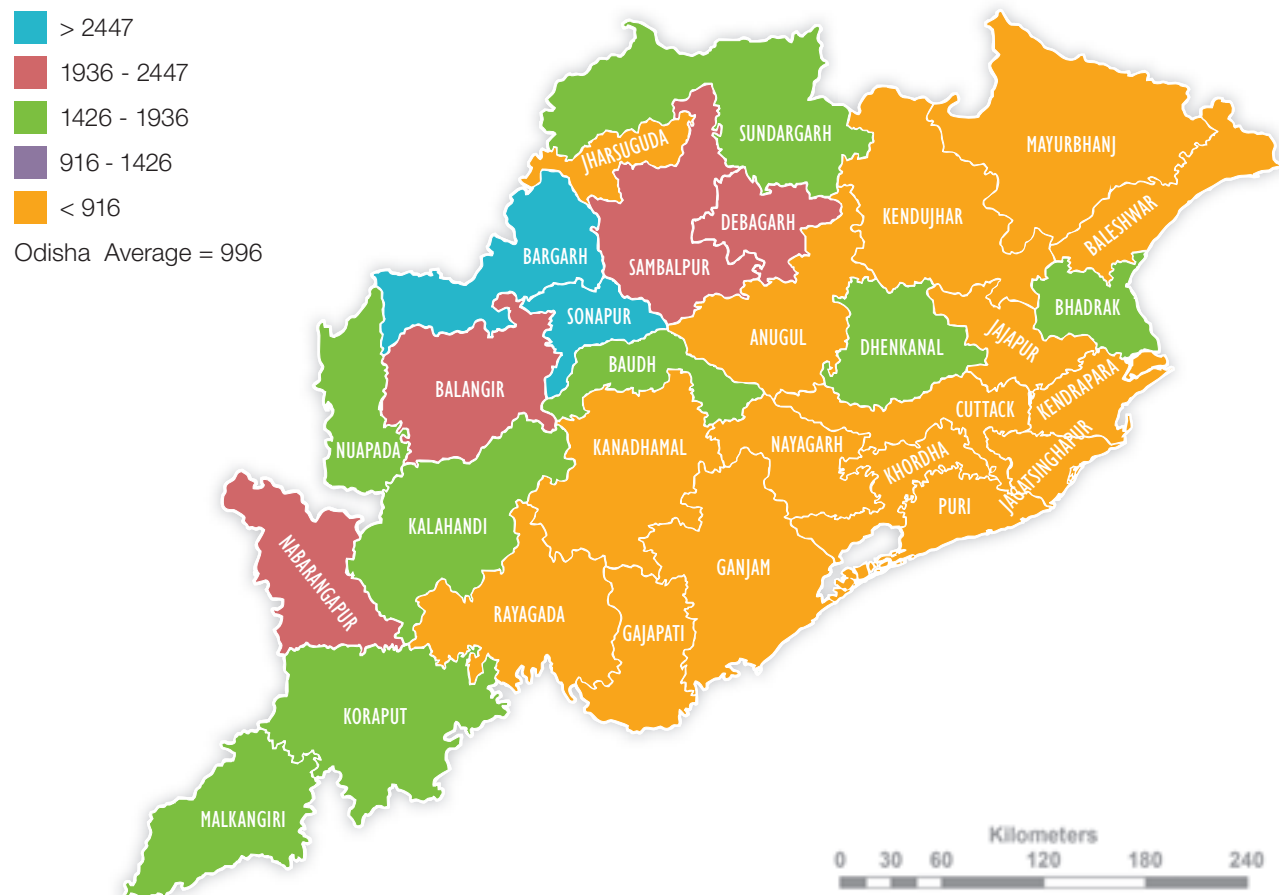 > 2447
1936 - 2447
1426 - 1936
916 - 1426
< 916
Odisha Average = 996
SUNDARGARH
JHARSUGUDA
MAYURBHANJ
KENDUJHAR
BALESHWAR
DEBAGARH
BARGARH
SAMBALPUR
SONAPUR
BHADRAK
ANUGUL
DHENKANAL
JAJAPUR
BAUDH
BALANGIR
KENDRAPARA
CUTTACK
NUAPADA
KANADHAMAL
NAYAGARH
KHORDHA
JAGATSINGHAPUR
PURI
KALAHANDI
NABARANGAPUR
GANJAM
RAYAGADA
GAJAPATI
KORAPUT
MALKANGIRI
Kilometers
0 30 60 120 180 240